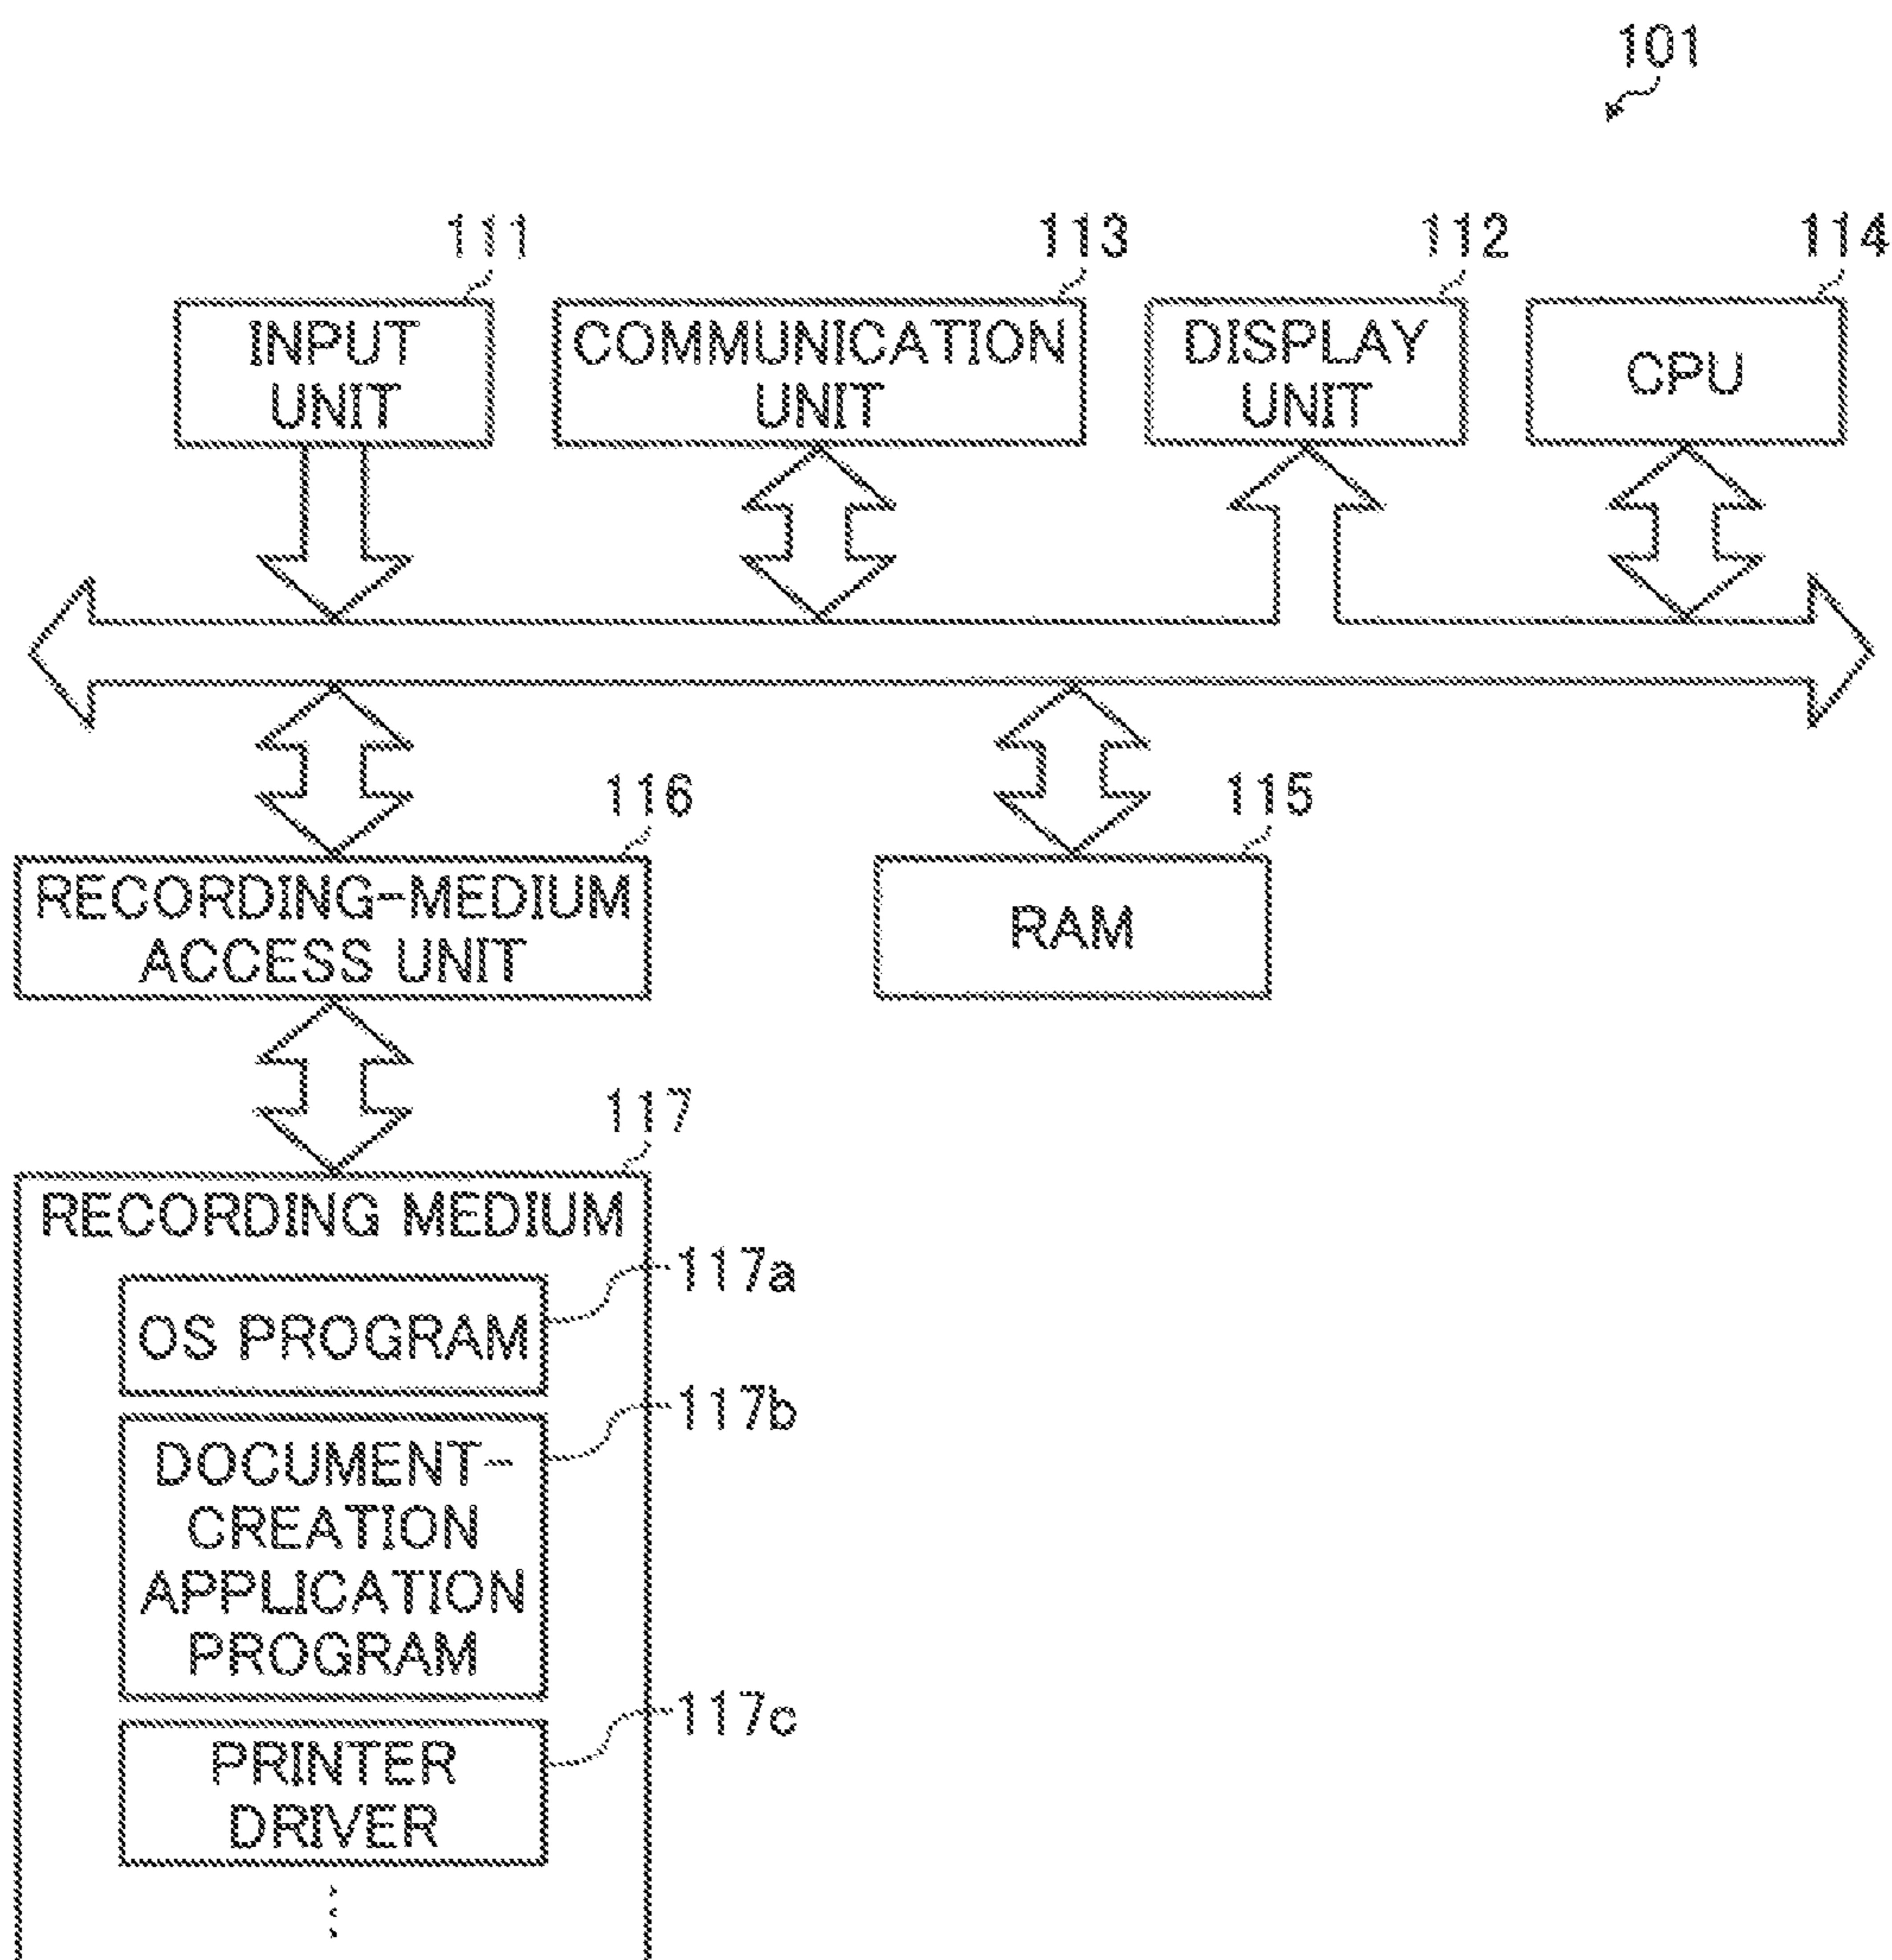 101
111
113
112
114
INPUT
UNIT
COMMUNICATION
UNIT
DISPLAY
UNIT
CPU
116
115
RECORDING-MEDIUM
ACCESS UNIT
RAM
117
RECORDING MEDIUM
117a
OS PROGRAM
117b
DOCUMENT-
CREATION
APPLICATION
PROGRAM
117c
PRINTER
DRIVER